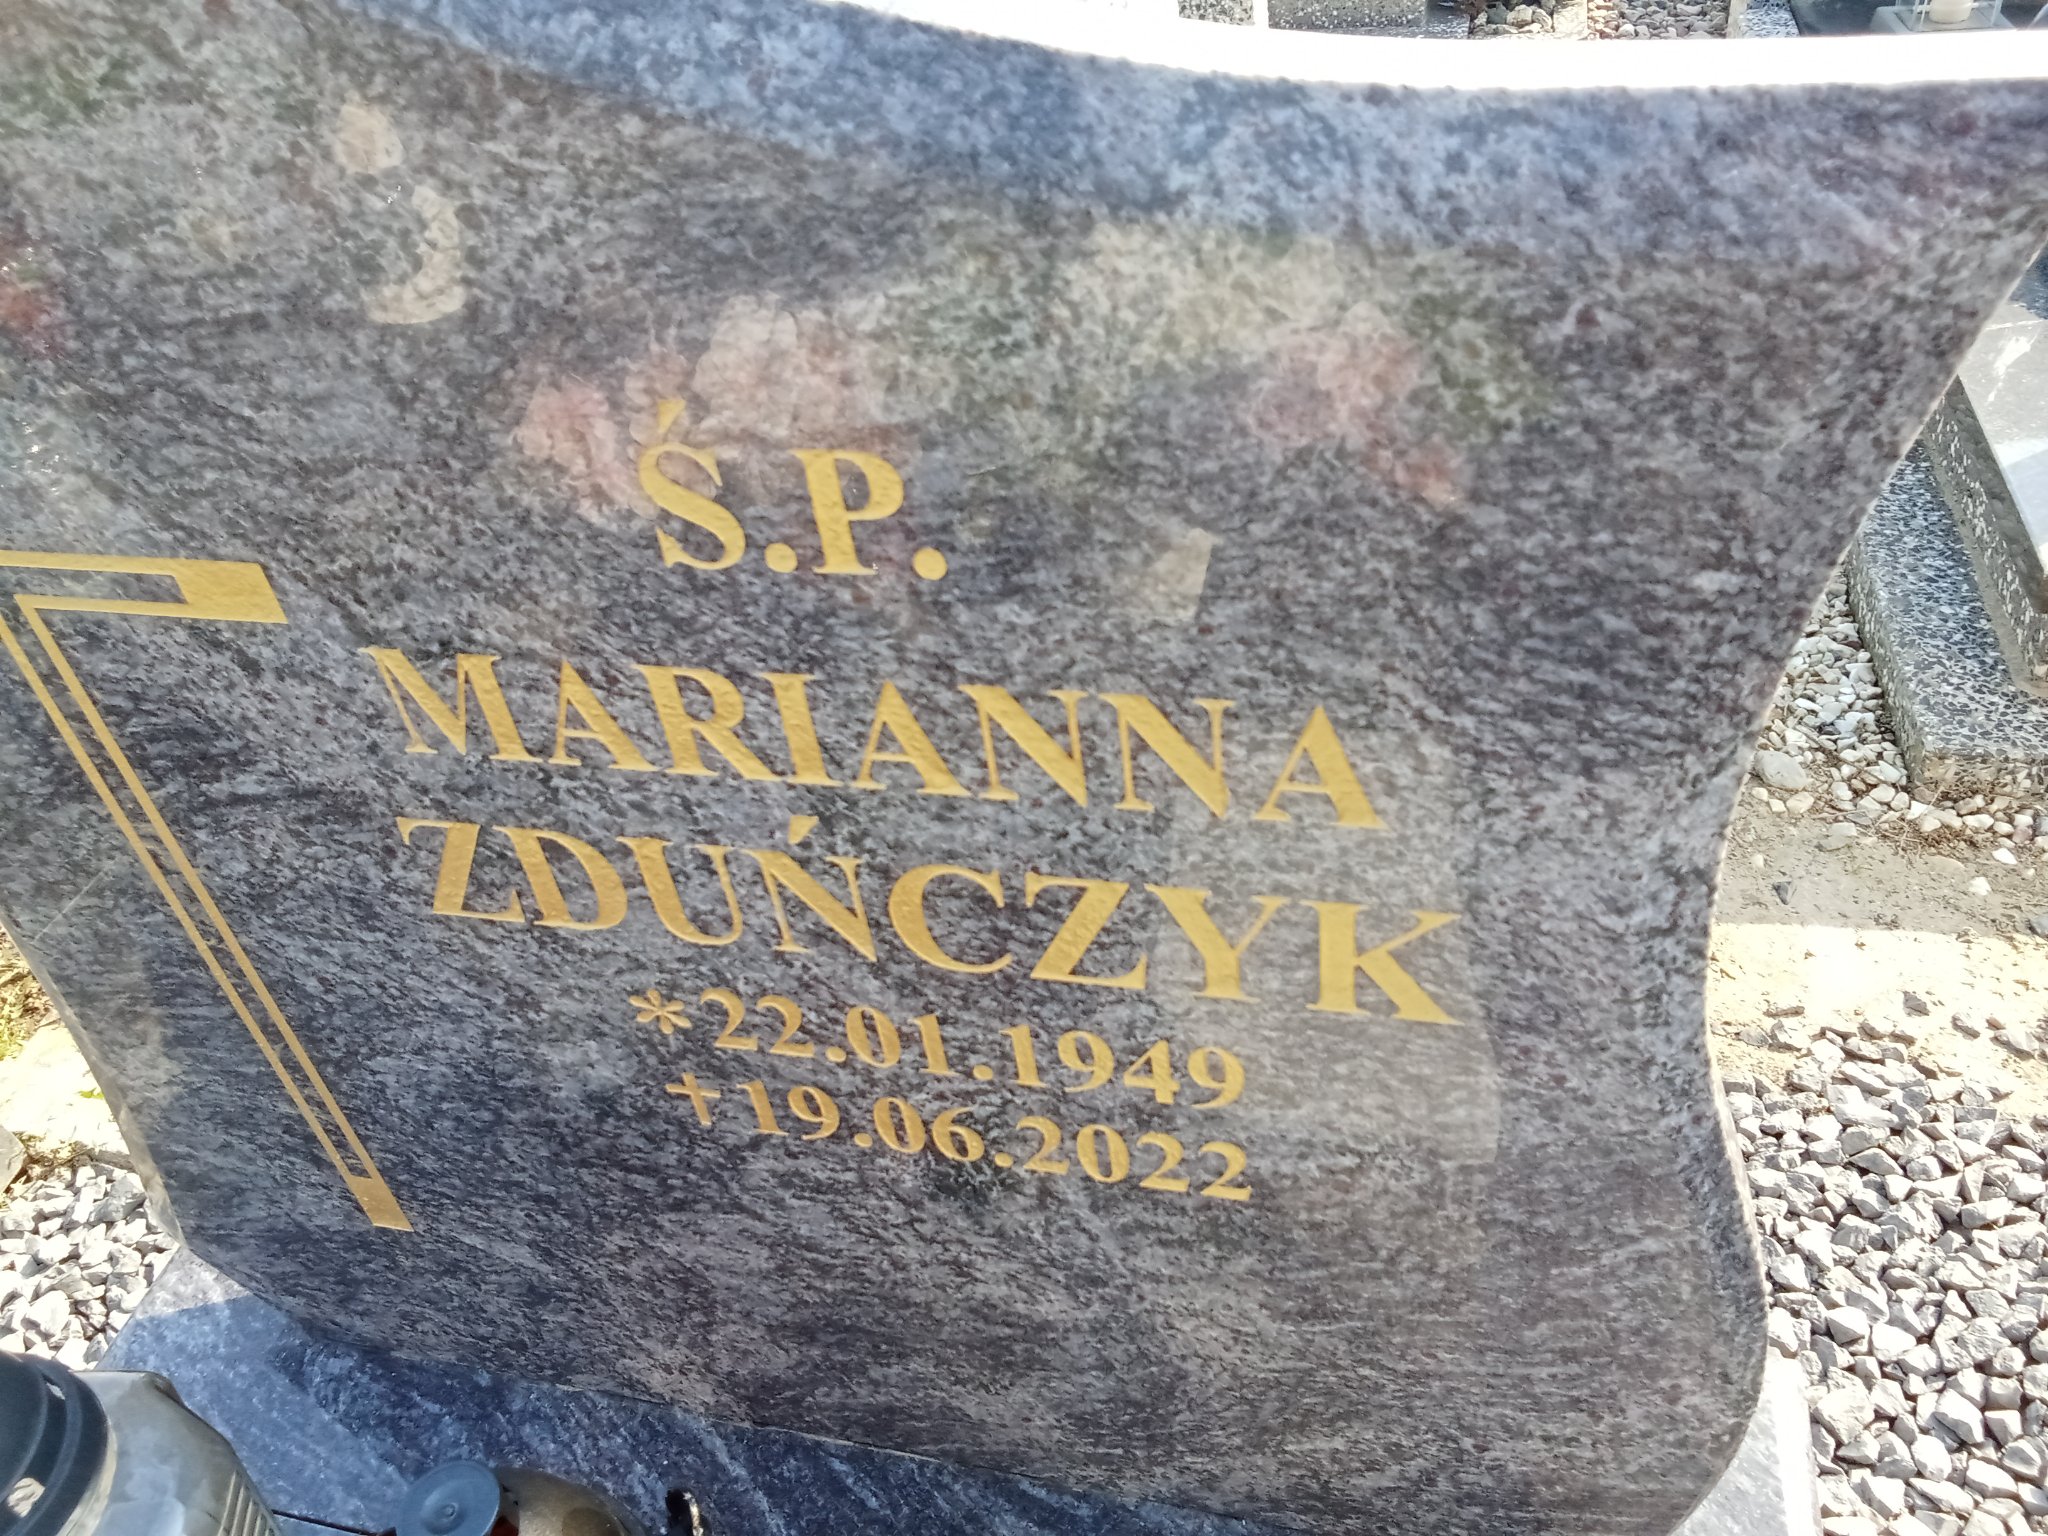 Ś.P.
MARIANNA
ZDUŃCZYK
*22.01.1949
✝19.06.2022